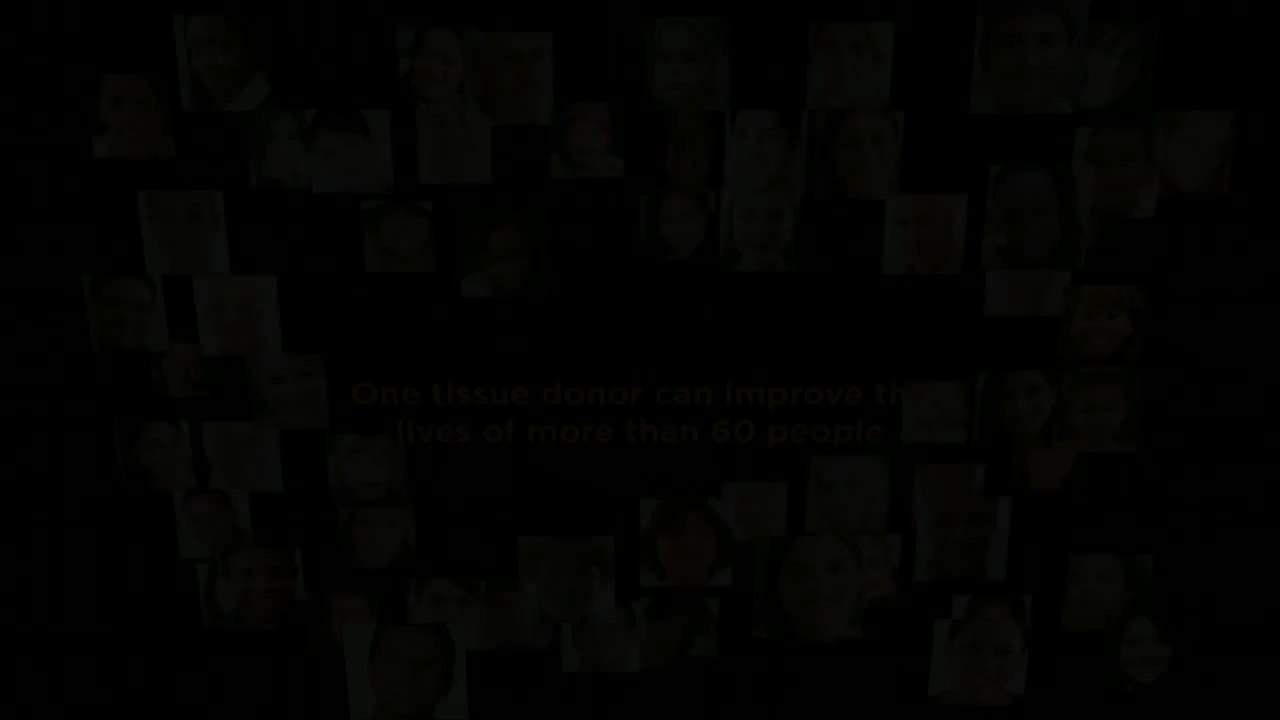 One tissue donor can improve the
lives of more than 60 people